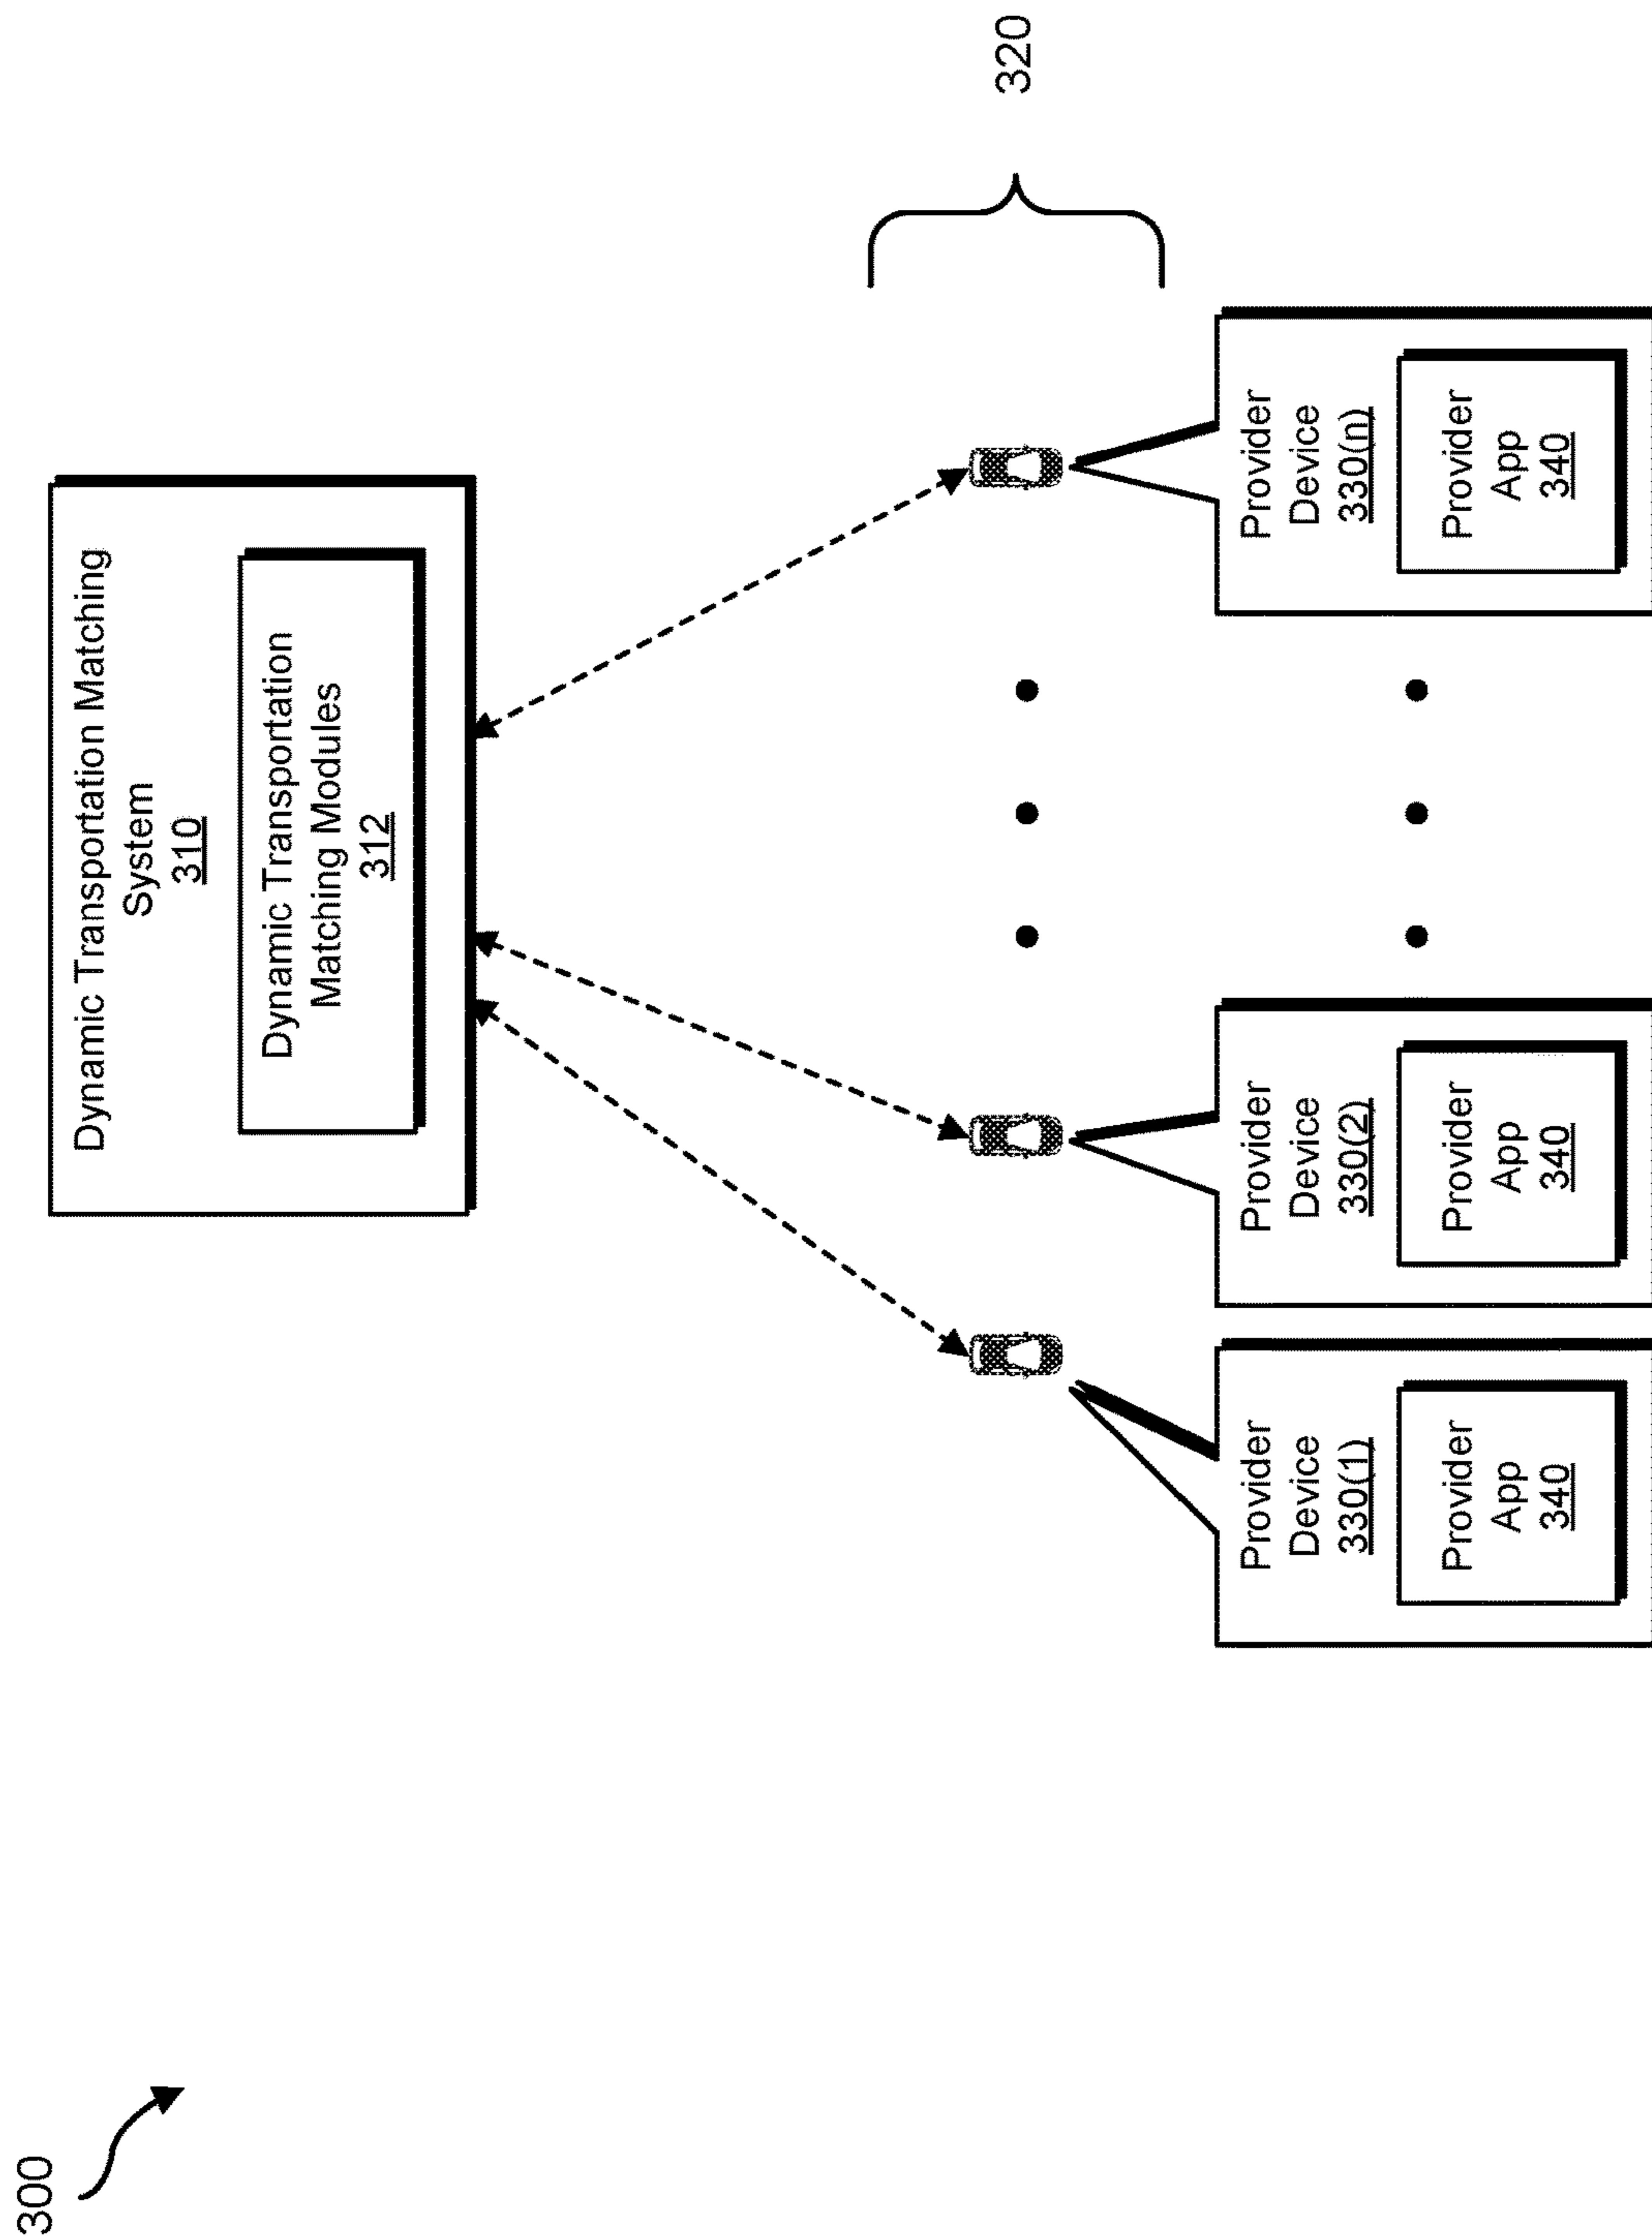 300
Dynamic Transportation Matching
System
310
Dynamic Transportation
Matching Modules
312
320
Provider
Device
330(1)
Provider
App
340
Provider
Device
330(2)
Provider
App
340
Provider
Device
330(n)
Provider
App
340